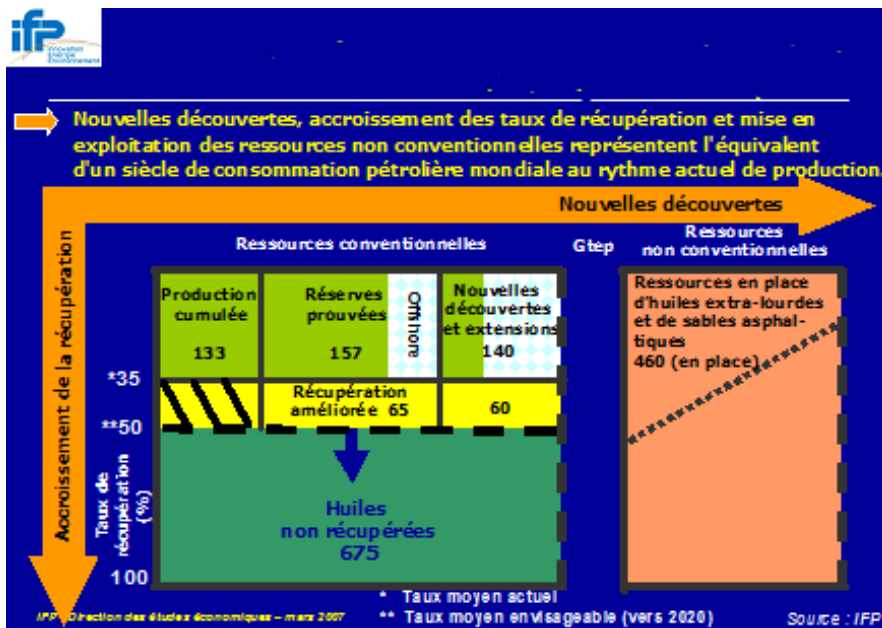 ifp
Innovation
Energie
Environnement
Nouvelles découvertes, accroissement des taux de récupération et mise en
exploitation des ressources non conventionnelles représentent l'équivalent
d'un siècle de consommation pétrolière mondiale au rythme actuel de production.
Nouvelles découvertes
Accroissement de la récupération
Ressources conventionnelles
Gtep
Ressources
non conventionnelles
Production
cumulée
133
Réserves
prouvées
157
Offshore
Nouvelles
découvertes
et extensions
140
Ressources en place
d'huiles extra-lourdes
et de sables asphal-
tiques
460 (en place)
*35
Récupération
améliorée 65
60
**50
Taux de
récupération
(%)
Huiles
non récupérées
675
100
* Taux moyen actuel
** Taux moyen envisageable (vers 2020)
IFP - Direction des études économiques - mars 2007
Source : IFP